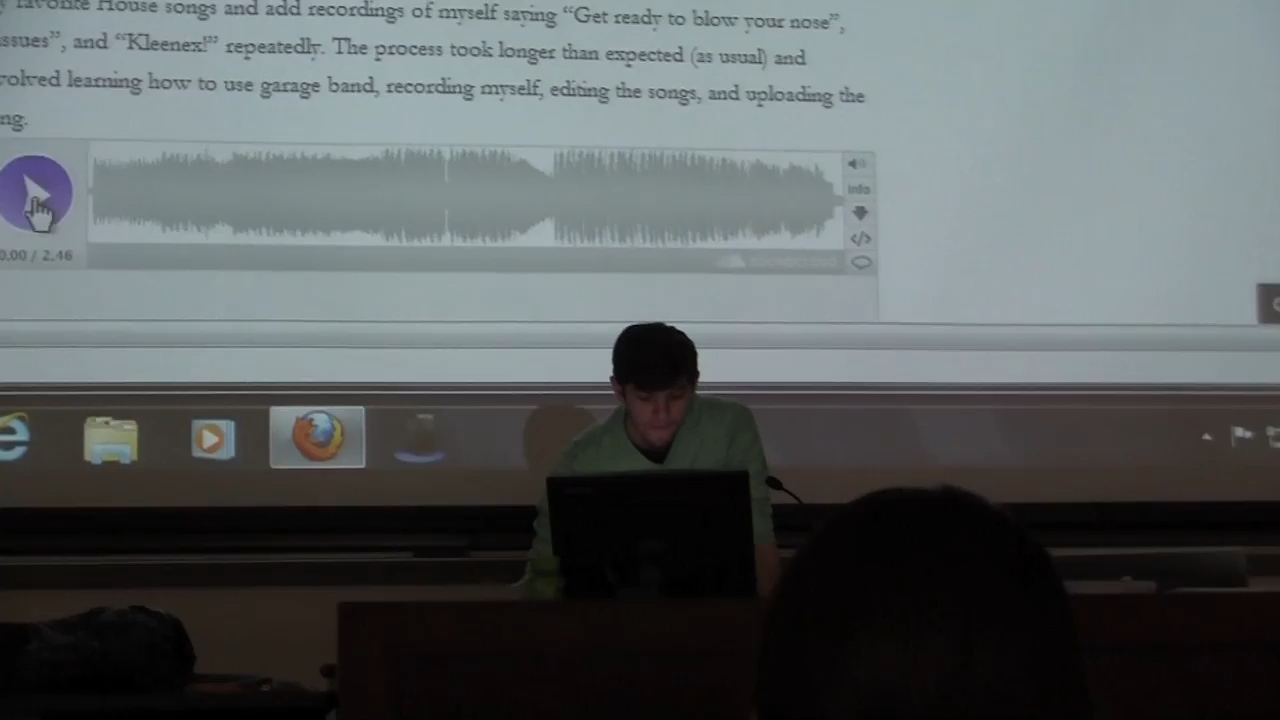 favorite House songs and add recordings of myself saying “Get ready to blow your nose”,
ssues”, and “Kleenex!” repeatedly. The process took longer than expected (as usual) and
volved learning how to use garage band, recording myself, editing the songs, and uploading the
ng.
info
</>
0.00 / 2.46
SOUNDCLOUD